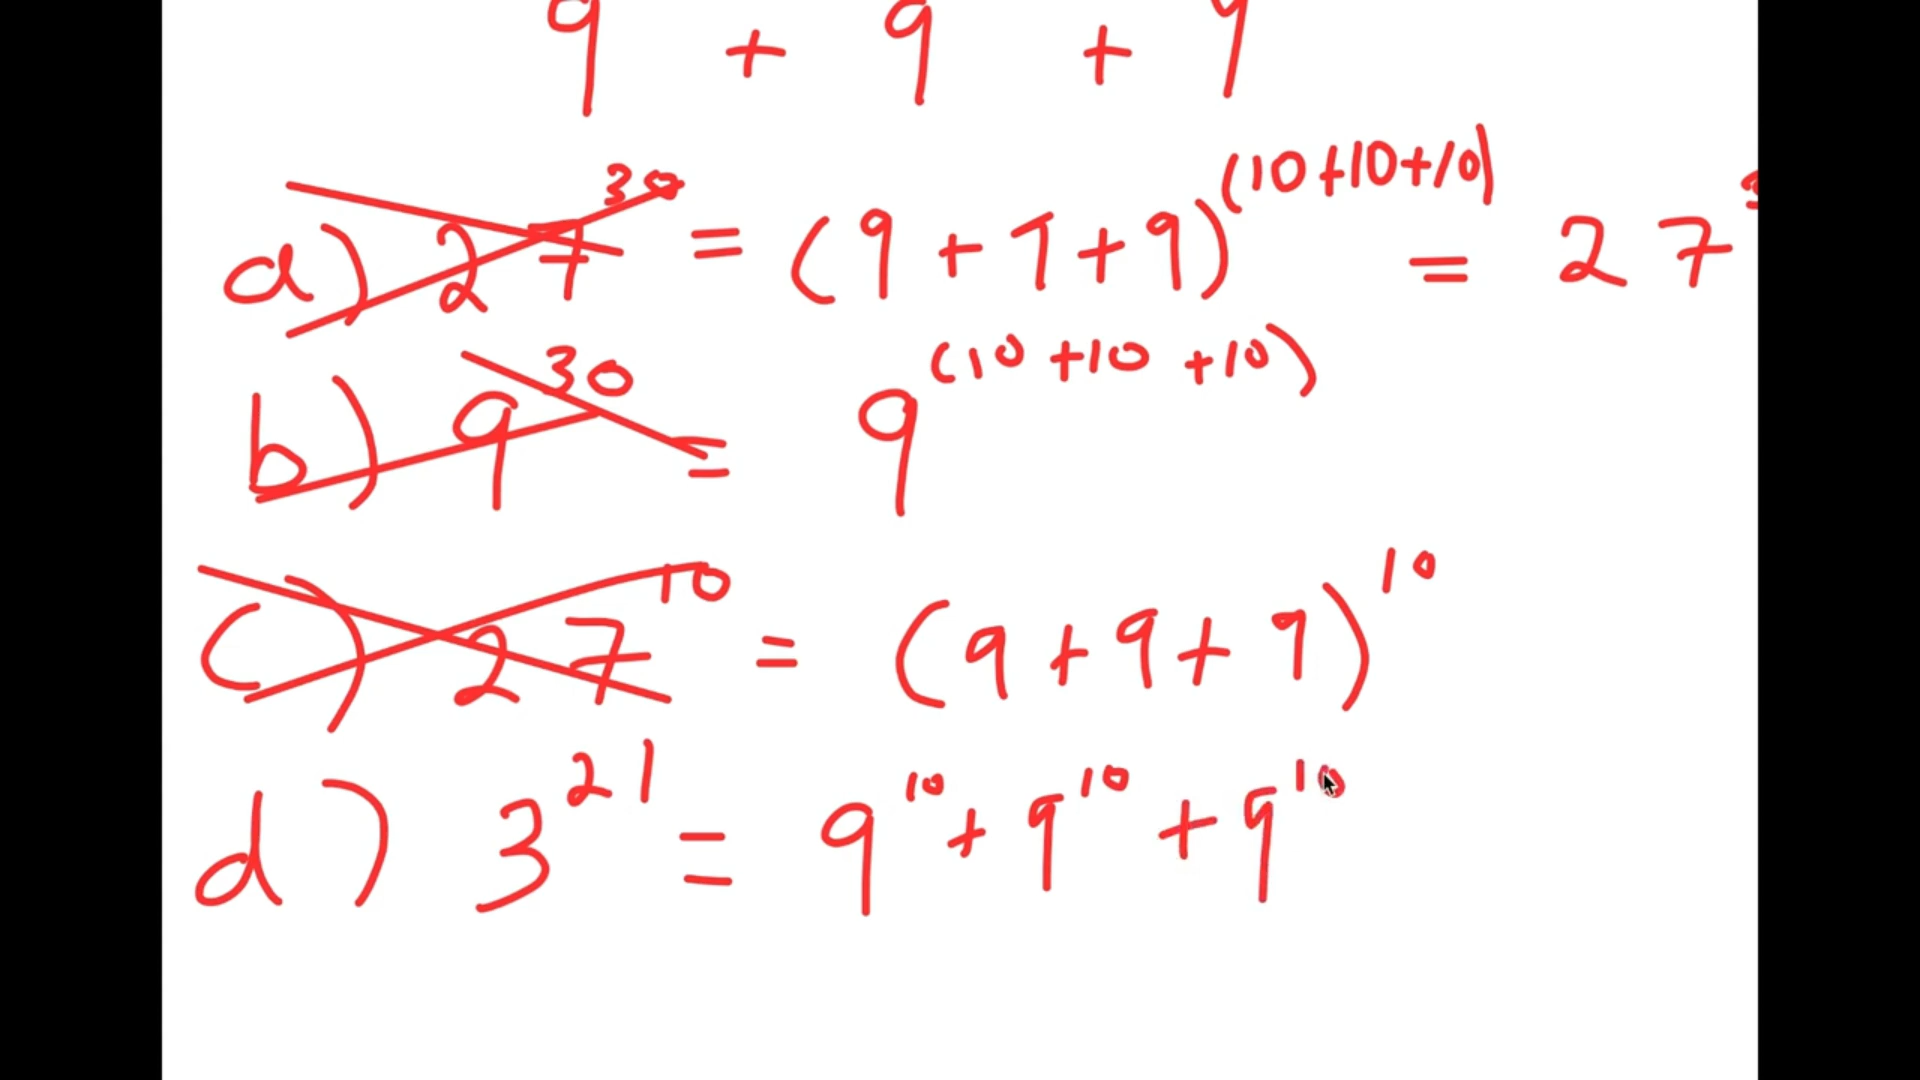 9 + 9 + 9
a) 27^30 = (9 + 9 + 9)^(10+10+10) = 27
b) 9^30 = 9^(10+10+10)
c) 27^10 = (9 + 9 + 9)^10
d) 3^21 = 9^10 + 9^10 + 9^10